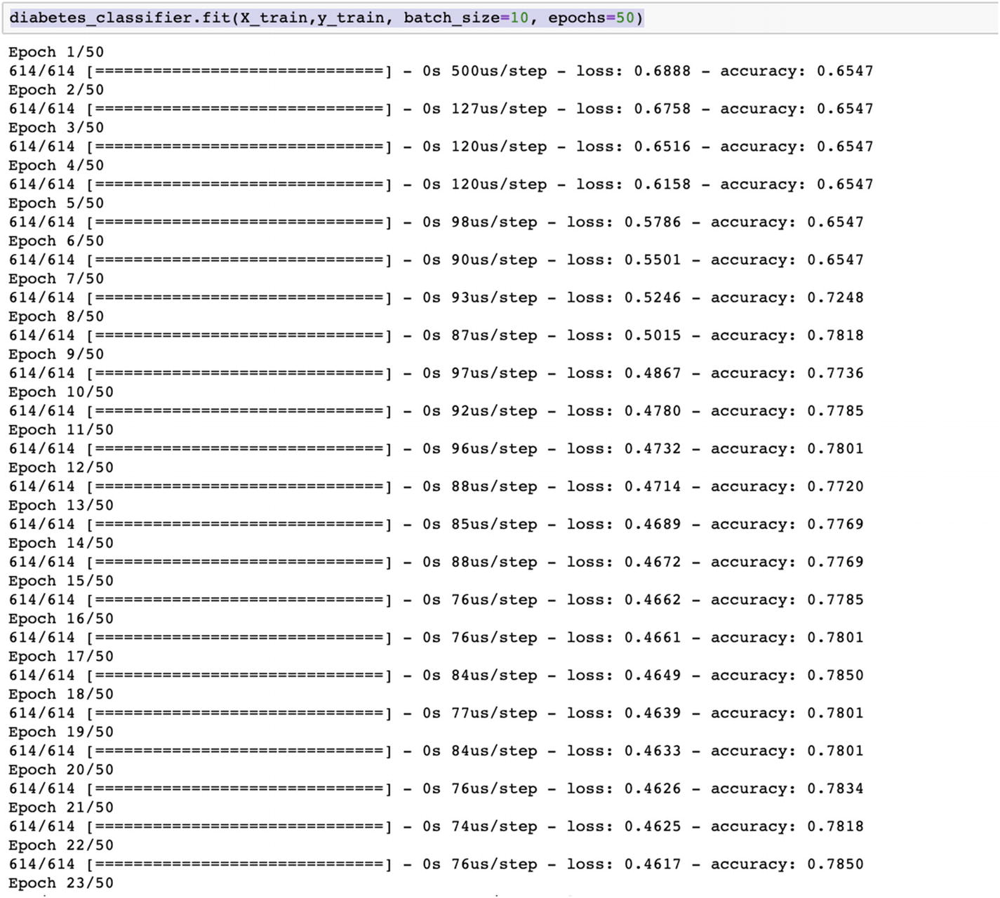 diabetes_classifier.fit(X_train,y_train, batch_size=10, epochs=50)
Epoch 1/50
614/614 [==============================] - 0s 500us/step - loss: 0.6888 - accuracy: 0.6547
Epoch 2/50
614/614 [==============================] - 0s 127us/step - loss: 0.6758 - accuracy: 0.6547
Epoch 3/50
614/614 [==============================] - 0s 120us/step - loss: 0.6516 - accuracy: 0.6547
Epoch 4/50
614/614 [==============================] - 0s 120us/step - loss: 0.6158 - accuracy: 0.6547
Epoch 5/50
614/614 [==============================] - 0s 98us/step - loss: 0.5786 - accuracy: 0.6547
Epoch 6/50
614/614 [==============================] - 0s 90us/step - loss: 0.5501 - accuracy: 0.6547
Epoch 7/50
614/614 [==============================] - 0s 93us/step - loss: 0.5246 - accuracy: 0.7248
Epoch 8/50
614/614 [==============================] - 0s 87us/step - loss: 0.5015 - accuracy: 0.7818
Epoch 9/50
614/614 [==============================] - 0s 97us/step - loss: 0.4867 - accuracy: 0.7736
Epoch 10/50
614/614 [==============================] - 0s 92us/step - loss: 0.4780 - accuracy: 0.7785
Epoch 11/50
614/614 [==============================] - 0s 96us/step - loss: 0.4732 - accuracy: 0.7801
Epoch 12/50
614/614 [==============================] - 0s 88us/step - loss: 0.4714 - accuracy: 0.7720
Epoch 13/50
614/614 [==============================] - 0s 85us/step - loss: 0.4689 - accuracy: 0.7769
Epoch 14/50
614/614 [==============================] - 0s 88us/step - loss: 0.4672 - accuracy: 0.7769
Epoch 15/50
614/614 [==============================] - 0s 76us/step - loss: 0.4662 - accuracy: 0.7785
Epoch 16/50
614/614 [==============================] - 0s 76us/step - loss: 0.4661 - accuracy: 0.7801
Epoch 17/50
614/614 [==============================] - 0s 84us/step - loss: 0.4649 - accuracy: 0.7850
Epoch 18/50
614/614 [==============================] - 0s 77us/step - loss: 0.4639 - accuracy: 0.7801
Epoch 19/50
614/614 [==============================] - 0s 84us/step - loss: 0.4633 - accuracy: 0.7801
Epoch 20/50
614/614 [==============================] - 0s 76us/step - loss: 0.4626 - accuracy: 0.7834
Epoch 21/50
614/614 [==============================] - 0s 74us/step - loss: 0.4625 - accuracy: 0.7818
Epoch 22/50
614/614 [==============================] - 0s 76us/step - loss: 0.4617 - accuracy: 0.7850
Epoch 23/50